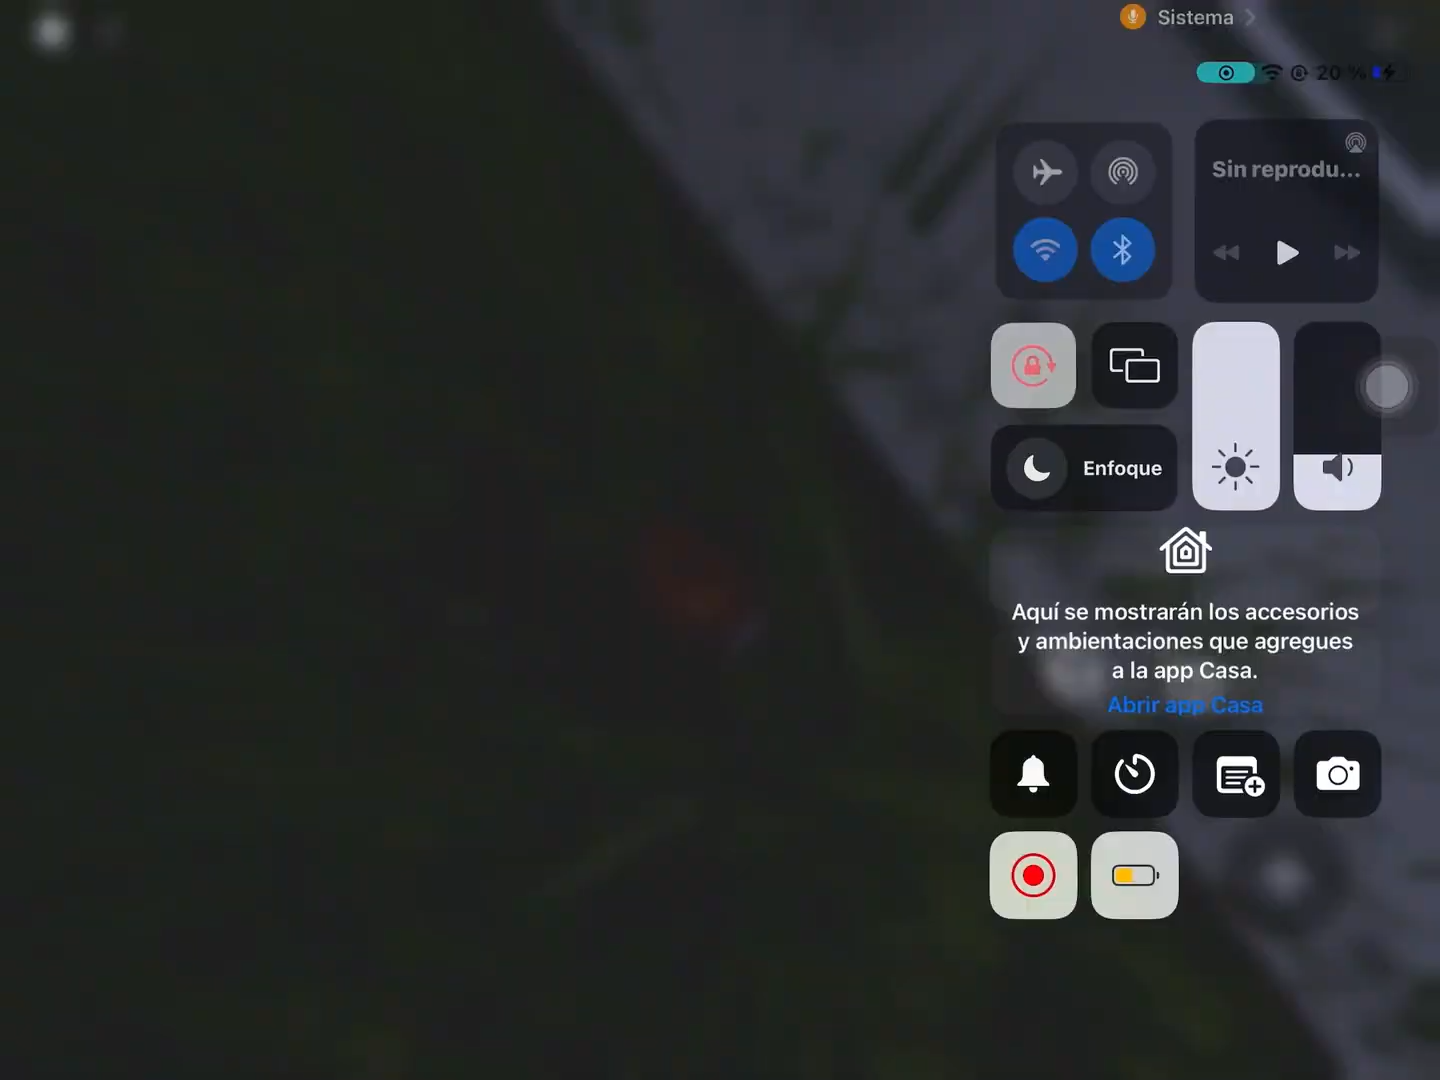 Sistema
20 %
Sin reprodu...
Enfoque
Aquí se mostrarán los accesorios
y ambientaciones que agregues
a la app Casa.
Abrir app Casa